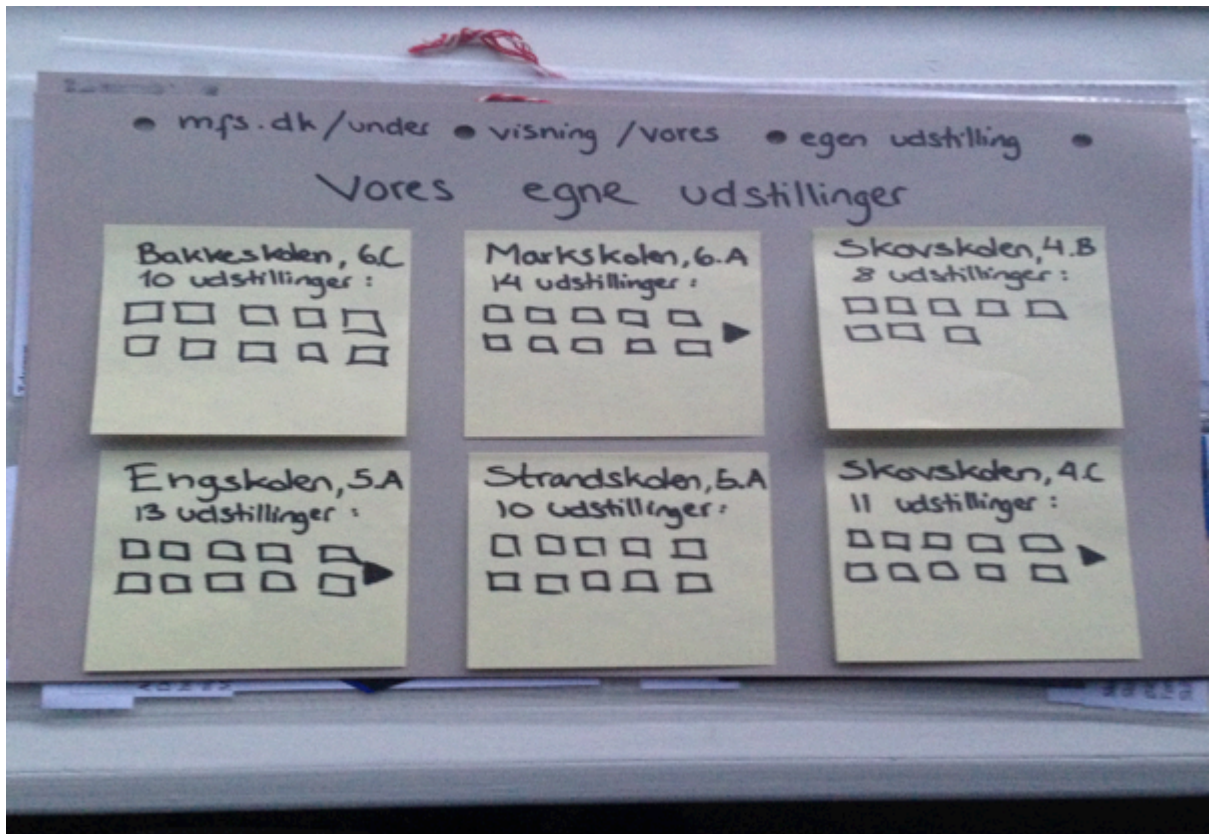 mfs.dk/under • visning /vores • egen udstilling
Vores egne udstillinger
Bakkeskolen, 6.C
10 udstillinger :
Markskolen, 6.A
14 udstillinger :
Skovskolen, 4.B
8 udstillinger :
Engskolen, 5.A
13 udstillinger :
Strandskolen, 5.A
10 udstillinger :
Skovskolen, 4.C
11 udstillinger :